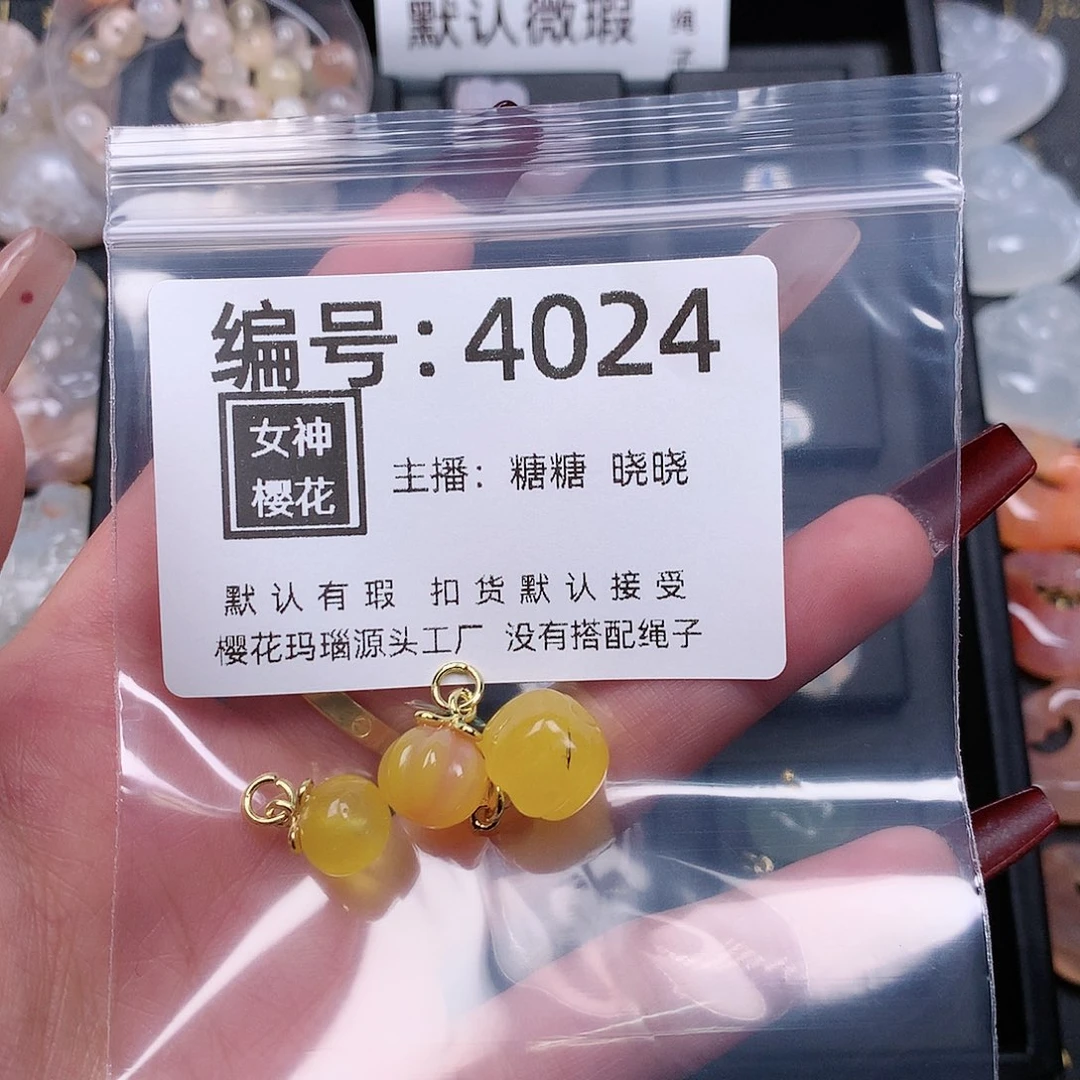 默认微瑕
绳子
编号：4024
女神
樱花
主播：糖糖 晓晓
默认有瑕 扣货默认接受
樱花玛瑙源头工厂 没有搭配绳子